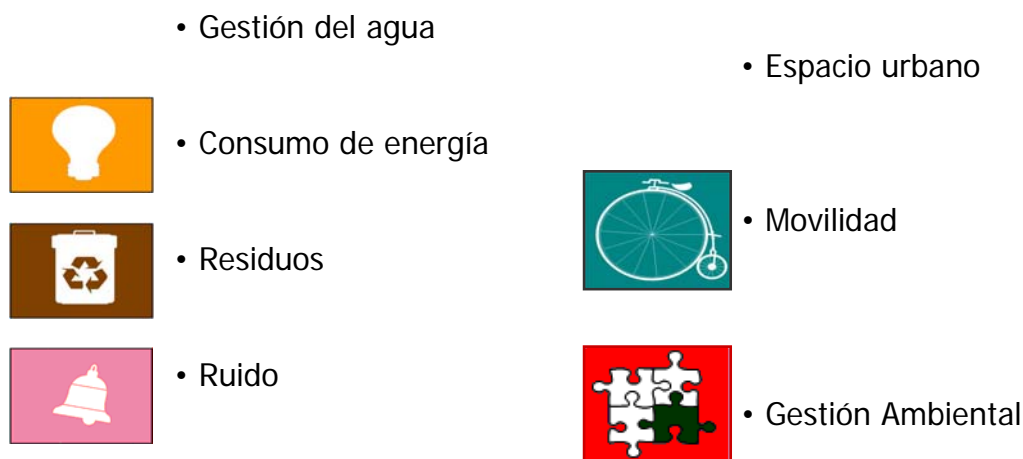 • Gestión del agua
• Consumo de energía
• Residuos
• Ruido
• Espacio urbano
• Movilidad
• Gestión Ambiental